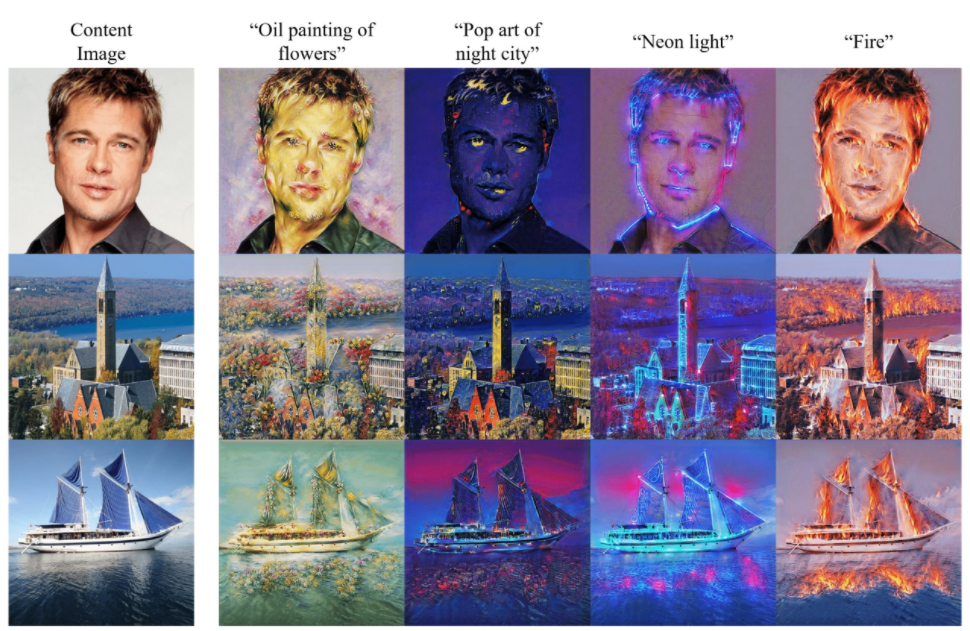 Content
Image
“Oil painting of
flowers”
“Pop art of
night city”
“Neon light”
“Fire”